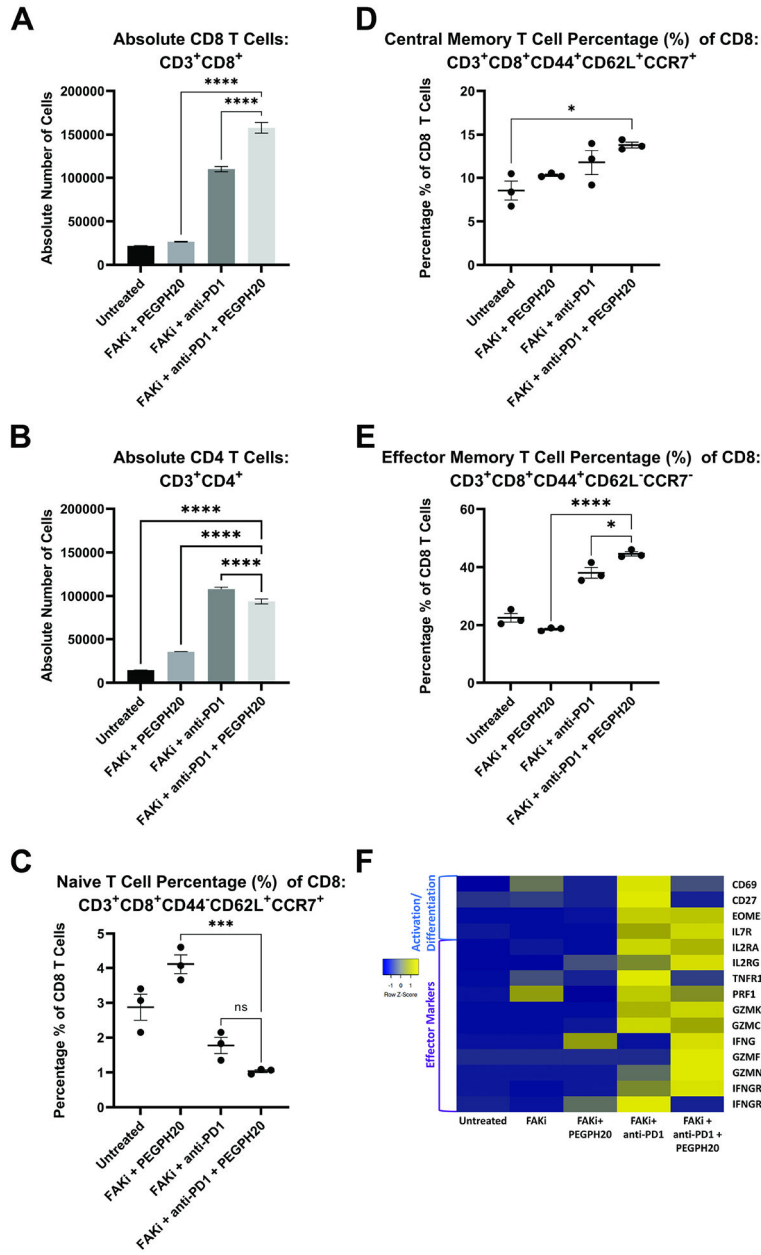 A
Absolute CD8 T Cells:
CD3⁺CD8⁺
Absolute Number of Cells
200000
150000
100000
50000
0
****
****
Untreated
FAKi + PEGPH20
FAKi + anti-PD1
FAKi + anti-PD1 + PEGPH20
B
Absolute CD4 T Cells:
CD3⁺CD4⁺
Absolute Number of Cells
200000
150000
100000
50000
0
****
****
****
Untreated
FAKi + PEGPH20
FAKi + anti-PD1
FAKi + anti-PD1 + PEGPH20
C
Naive T Cell Percentage (%) of CD8:
CD3⁺CD8⁺CD44⁻CD62L⁺CCR7⁺
Percentage % of CD8 T Cells
5
4
3
2
1
0
***
ns
Untreated
FAKi + PEGPH20
FAKi + anti-PD1
FAKi + anti-PD1 + PEGPH20
D
Central Memory T Cell Percentage (%) of CD8:
CD3⁺CD8⁺CD44⁺CD62L⁺CCR7⁺
Percentage % of CD8 T Cells
20
15
10
5
0
*
Untreated
FAKi + PEGPH20
FAKi + anti-PD1
FAKi + anti-PD1 + PEGPH20
E
Effector Memory T Cell Percentage (%) of CD8:
CD3⁺CD8⁺CD44⁺CD62L⁻CCR7⁻
Percentage % of CD8 T Cells
60
40
20
0
****
*
Untreated
FAKi + PEGPH20
FAKi + anti-PD1
FAKi + anti-PD1 + PEGPH20
F
Activation/
Differentiation
Effector Markers
-1 0 1
Row Z-Score
CD69
CD27
EOME
IL7R
IL2RA
IL2RG
TNFR1
PRF1
GZMK
GZMC
IFNG
GZMF
GZMN
IFNGR
IFNGR
Untreated
FAKi
FAKi+
PEGPH20
FAKi+
anti-PD1
FAKi +
anti-PD1 +
PEGPH20